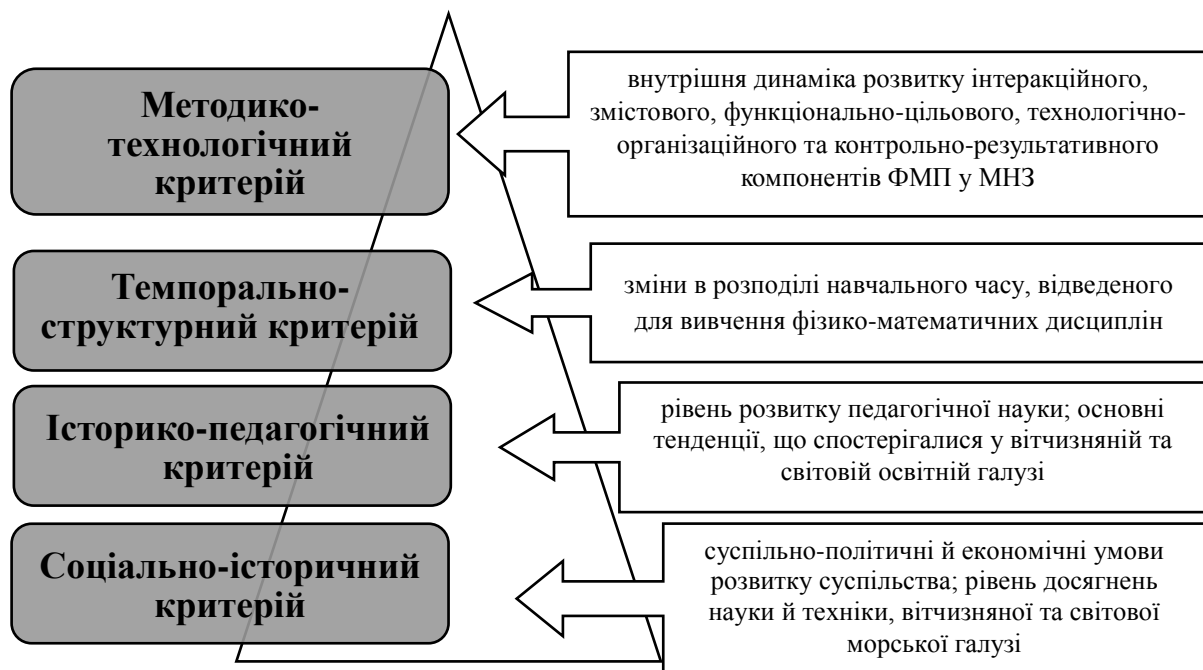 Методико-
технологічний
критерій
внутрішня динаміка розвитку інтеракційного,
змістового, функціонально-цільового, технологічно-
організаційного та контрольно-результативного
компонентів ФМП у МНЗ
Темпорально-
структурний критерій
зміни в розподілі навчального часу, відведеного
для вивчення фізико-математичних дисциплін
Історико-педагогічний
критерій
рівень розвитку педагогічної науки; основні
тенденції, що спостерігалися у вітчизняній та
світовій освітній галузі
Соціально-історичний
критерій
суспільно-політичні й економічні умови
розвитку суспільства; рівень досягнень
науки й техніки, вітчизняної та світової
морської галузі